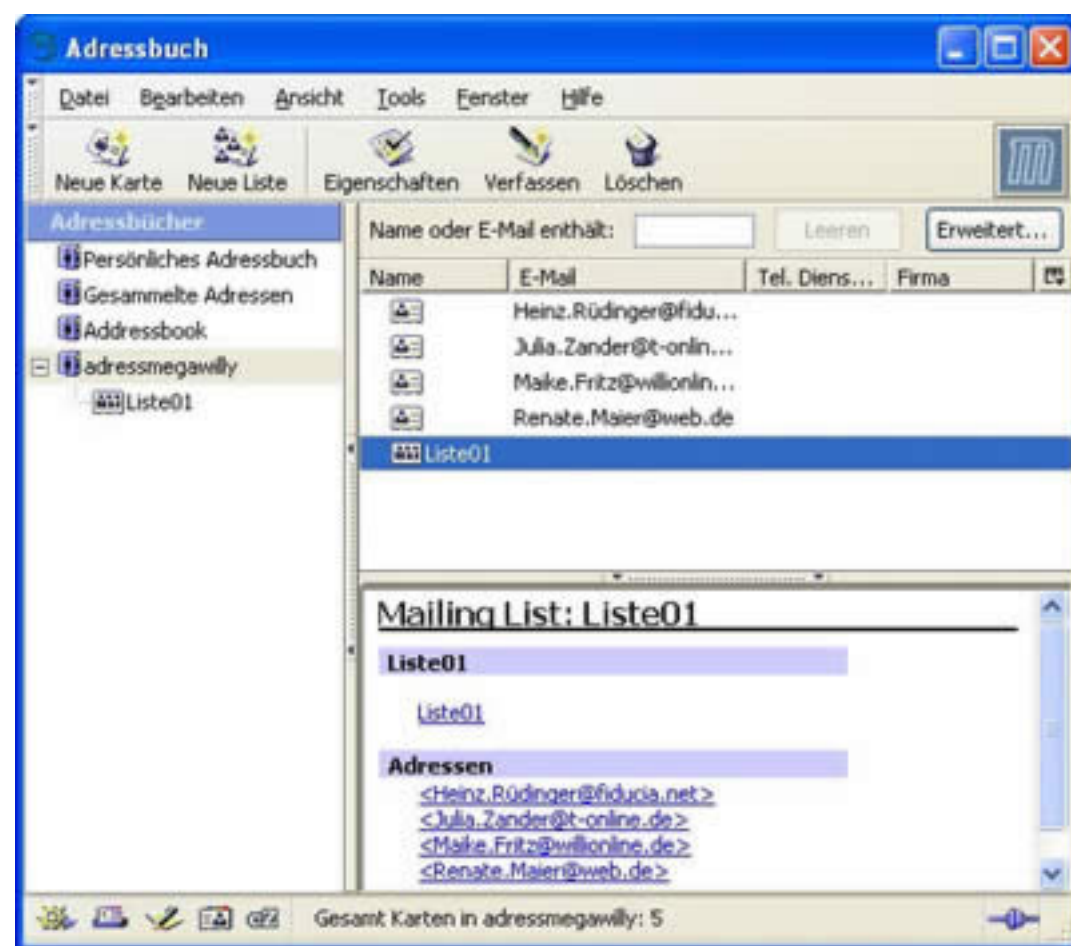 Adressbuch
Datei Bearbeiten Ansicht Tools Fenster Hilfe
Neue Karte Neue Liste Eigenschaften Verfassen Löschen
Adressbücher
Persönliches Adressbuch
Gesammelte Adressen
Addressbook
adressmegawilly
Liste01
Name oder E-Mail enthält: Leeren Erweitert...
Name E-Mail Tel. Diens... Firma
Heinz.Rüdinger@fidu...
Julia.Zander@t-onlin...
Maike.Fritz@willionlin...
Renate.Maier@web.de
Liste01
Mailing List: Liste01
Liste01
Liste01
Adressen
<Heinz.Rüdinger@fiducia.net>
<Julia.Zander@t-online.de>
<Maike.Fritz@willionline.de>
<Renate.Maier@web.de>
Gesamt Karten in adressmegawilly: 5